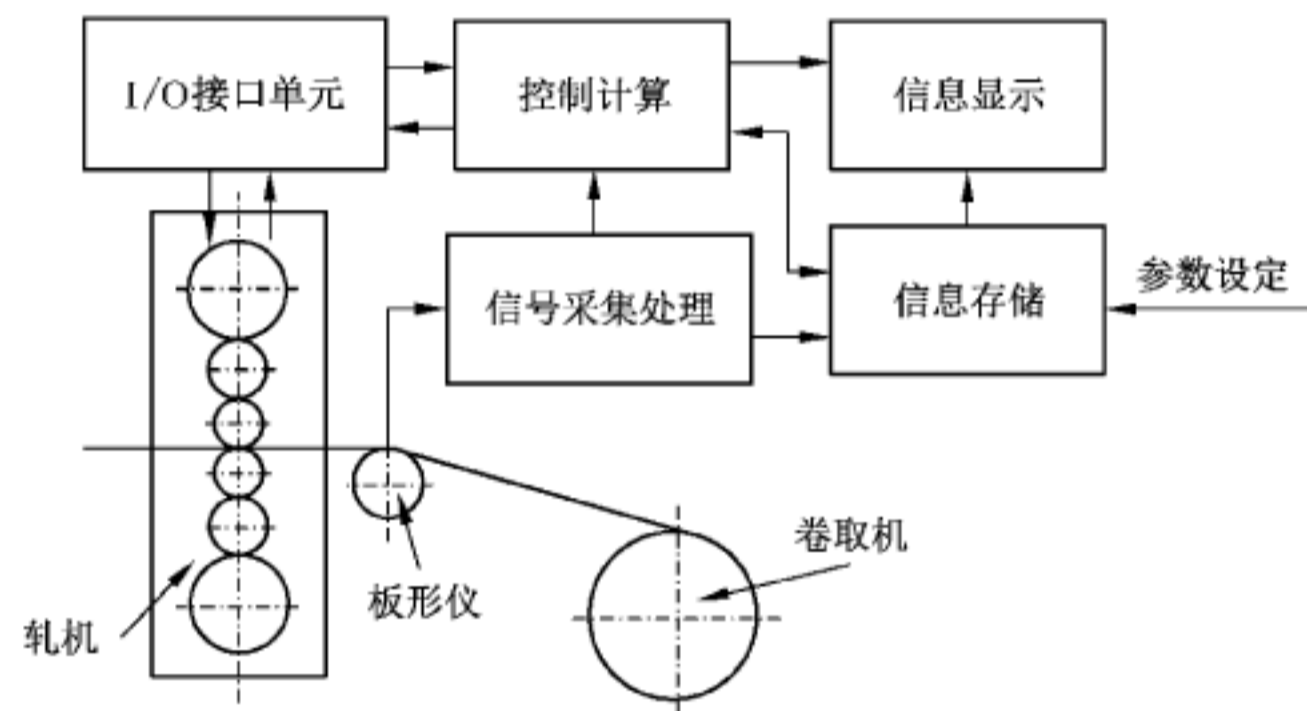 I/O接口单元
控制计算
信息显示
信号采集处理
信息存储
参数设定
卷取机
板形仪
轧机